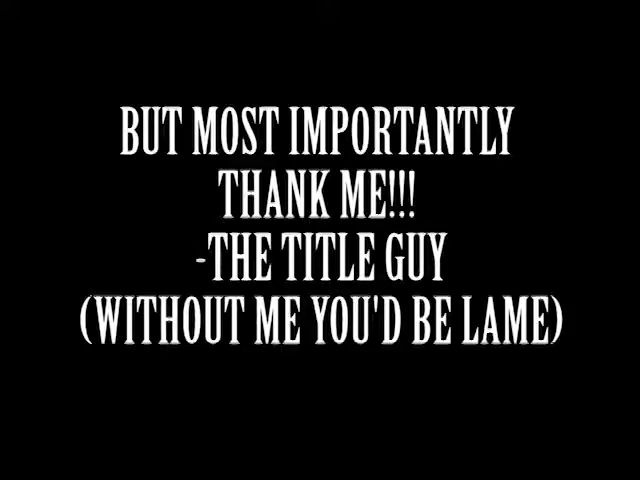 BUT MOST IMPORTANTLY
THANK ME!!!
-THE TITLE GUY
(WITHOUT ME YOU'D BE LAME)